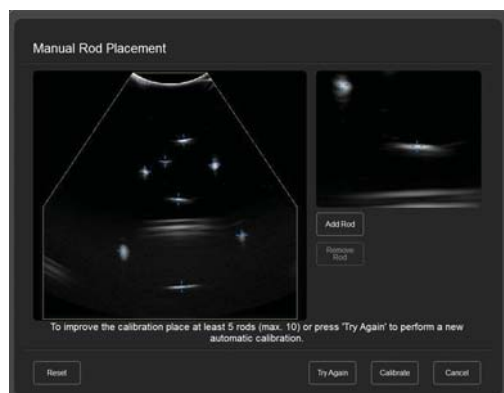 Manual Rod Placement
Add Rod
Remove
Rod
To improve the calibration place at least 5 rods (max. 10) or press 'Try Again' to perform a new
automatic calibration.
Reset
Try Again
Calibrate
Cancel